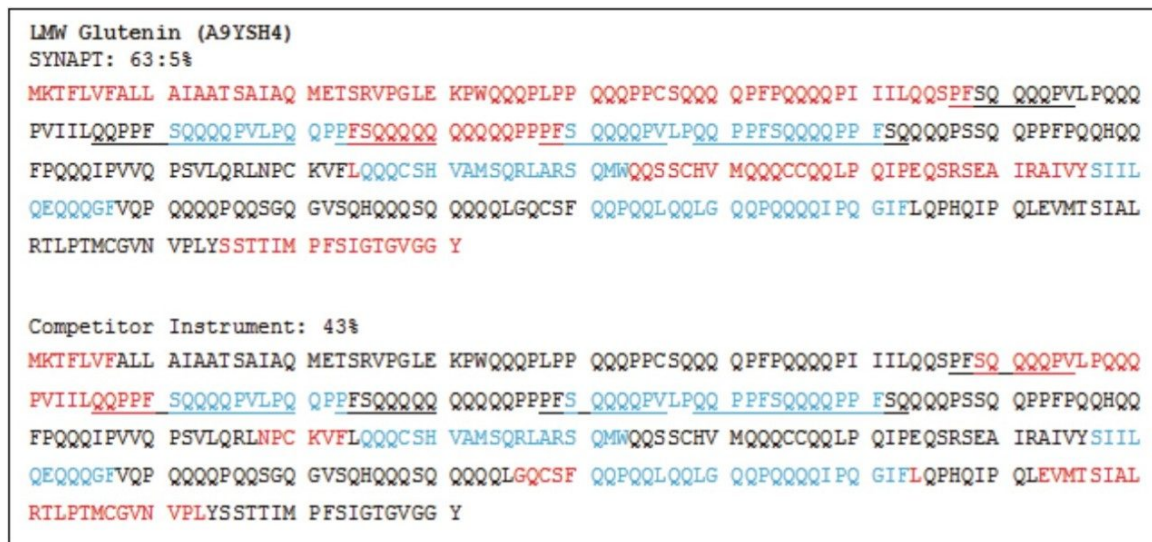 LMW Glutenin (A9YSH4)
SYNAPT: 63:5%
MKTFLVFALL AIAATSAIAQ METSRVPGLE KPWQQQPLPP QQQPPCSQQQ QPFPQQQQPI IILQQSPFSQ QQQQPVLPQQQ
PVIILQQPPF SQQQQPVLPQ QPPFSQQQQQ QQQQQPPPFS QQQQPVLPQQ PPFSQQQQPP FSQQQQPSSQ QPPFPQQHQQ
FPQQQIPVVQ PSVLQRLNPC KVFLQQQCSH VAMSQRLARS QMWQQSSCHV MQQQCCQQLP QIPEQSRSEA IRAIVYSIIL
QEQQQGFVQP QQQQPQQSGQ GVSQHQQQSQ QQQQLGQCSF QQPQQLQQLG QQPQQQQIPQ GIFLQPHQIP QLEVMTSIAL
RTLPTMCGVN VPLYSSTTIM PFSIGTGVGG Y
Competitor Instrument: 43%
MKTFLVFALL AIAATSAIAQ METSRVPGLE KPWQQQPLPP QQQPPCSQQQ QPFPQQQQPI IILQQSPFSQ QQQQPVLPQQQ
PVIILQQPPF SQQQQPVLPQ QPPFSQQQQQ QQQQQPPPFS QQQQPVLPQQ PPFSQQQQPP FSQQQQPSSQ QPPFPQQHQQ
FPQQQIPVVQ PSVLQRLNPC KVFLQQQCSH VAMSQRLARS QMWQQSSCHV MQQQCCQQLP QIPEQSRSEA IRAIVYSIIL
QEQQQGFVQP QQQQPQQSGQ GVSQHQQQSQ QQQQLGQCSF QQPQQLQQLG QQPQQQQIPQ GIFLQPHQIP QLEVMTSIAL
RTLPTMCGVN VPLYSSTTIM PFSIGTGVGG Y